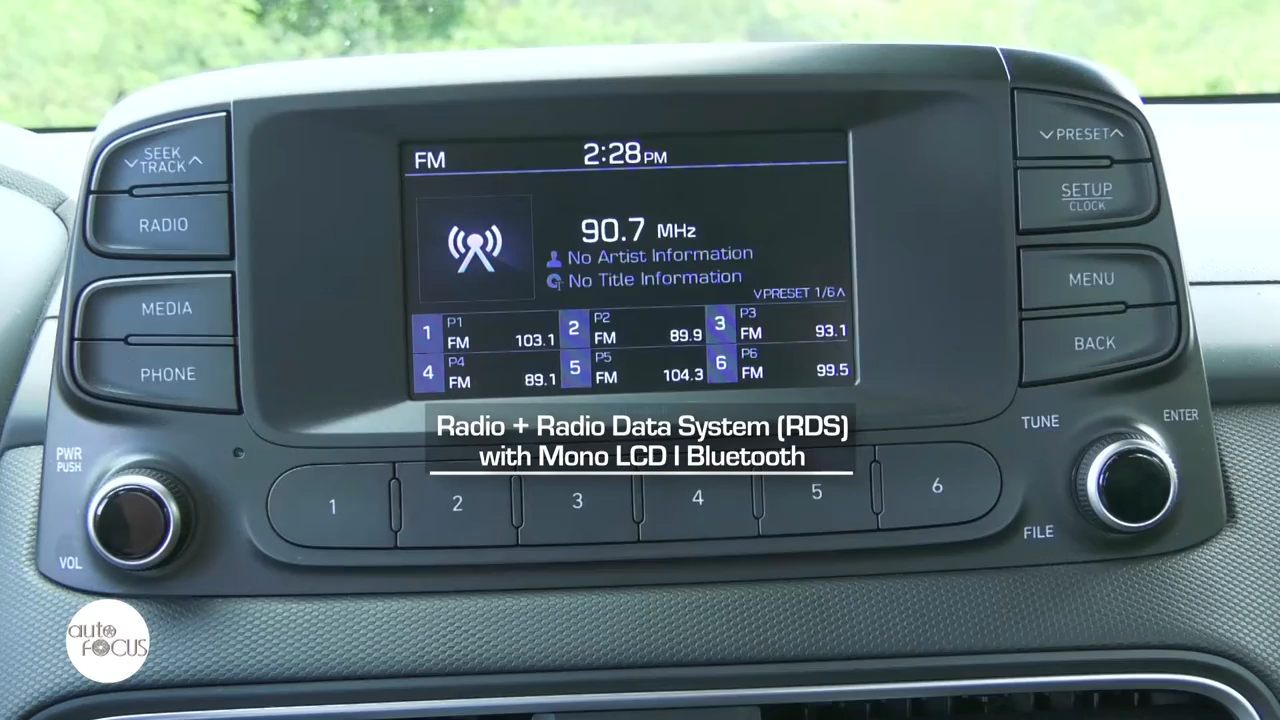 SEEK
TRACK
RADIO
MEDIA
PHONE
PWR
PUSH
VOL
FM 2:28 PM
90.7 MHz
No Artist Information
No Title Information
PRESET 1/6
1 P1 FM 103.1
2 P2 FM 89.9
3 P3 FM 93.1
4 P4 FM 89.1
5 P5 FM 104.3
6 P6 FM 99.5
PRESET
SETUP
CLOCK
MENU
BACK
TUNE
ENTER
FILE
Radio + Radio Data System (RDS)
with Mono LCD | Bluetooth
1 2 3 4 5 6
auto
FOCUS